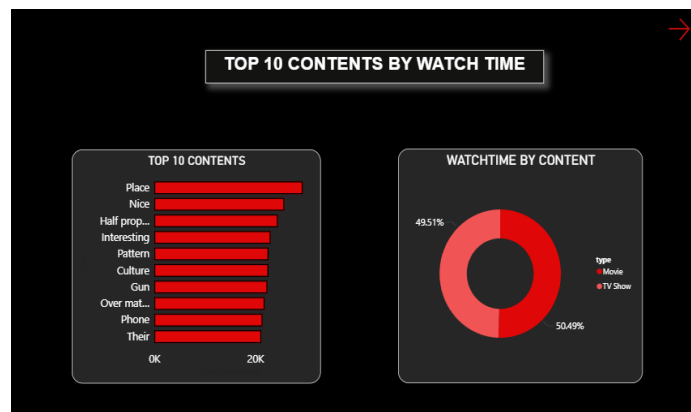 TOP 10 CONTENTS BY WATCH TIME
TOP 10 CONTENTS
Place
Nice
Half prop...
Interesting
Pattern
Culture
Gun
Over mat...
Phone
Their
0K 20K
WATCHTIME BY CONTENT
49.51%
50.49%
type
Movie
TV Show